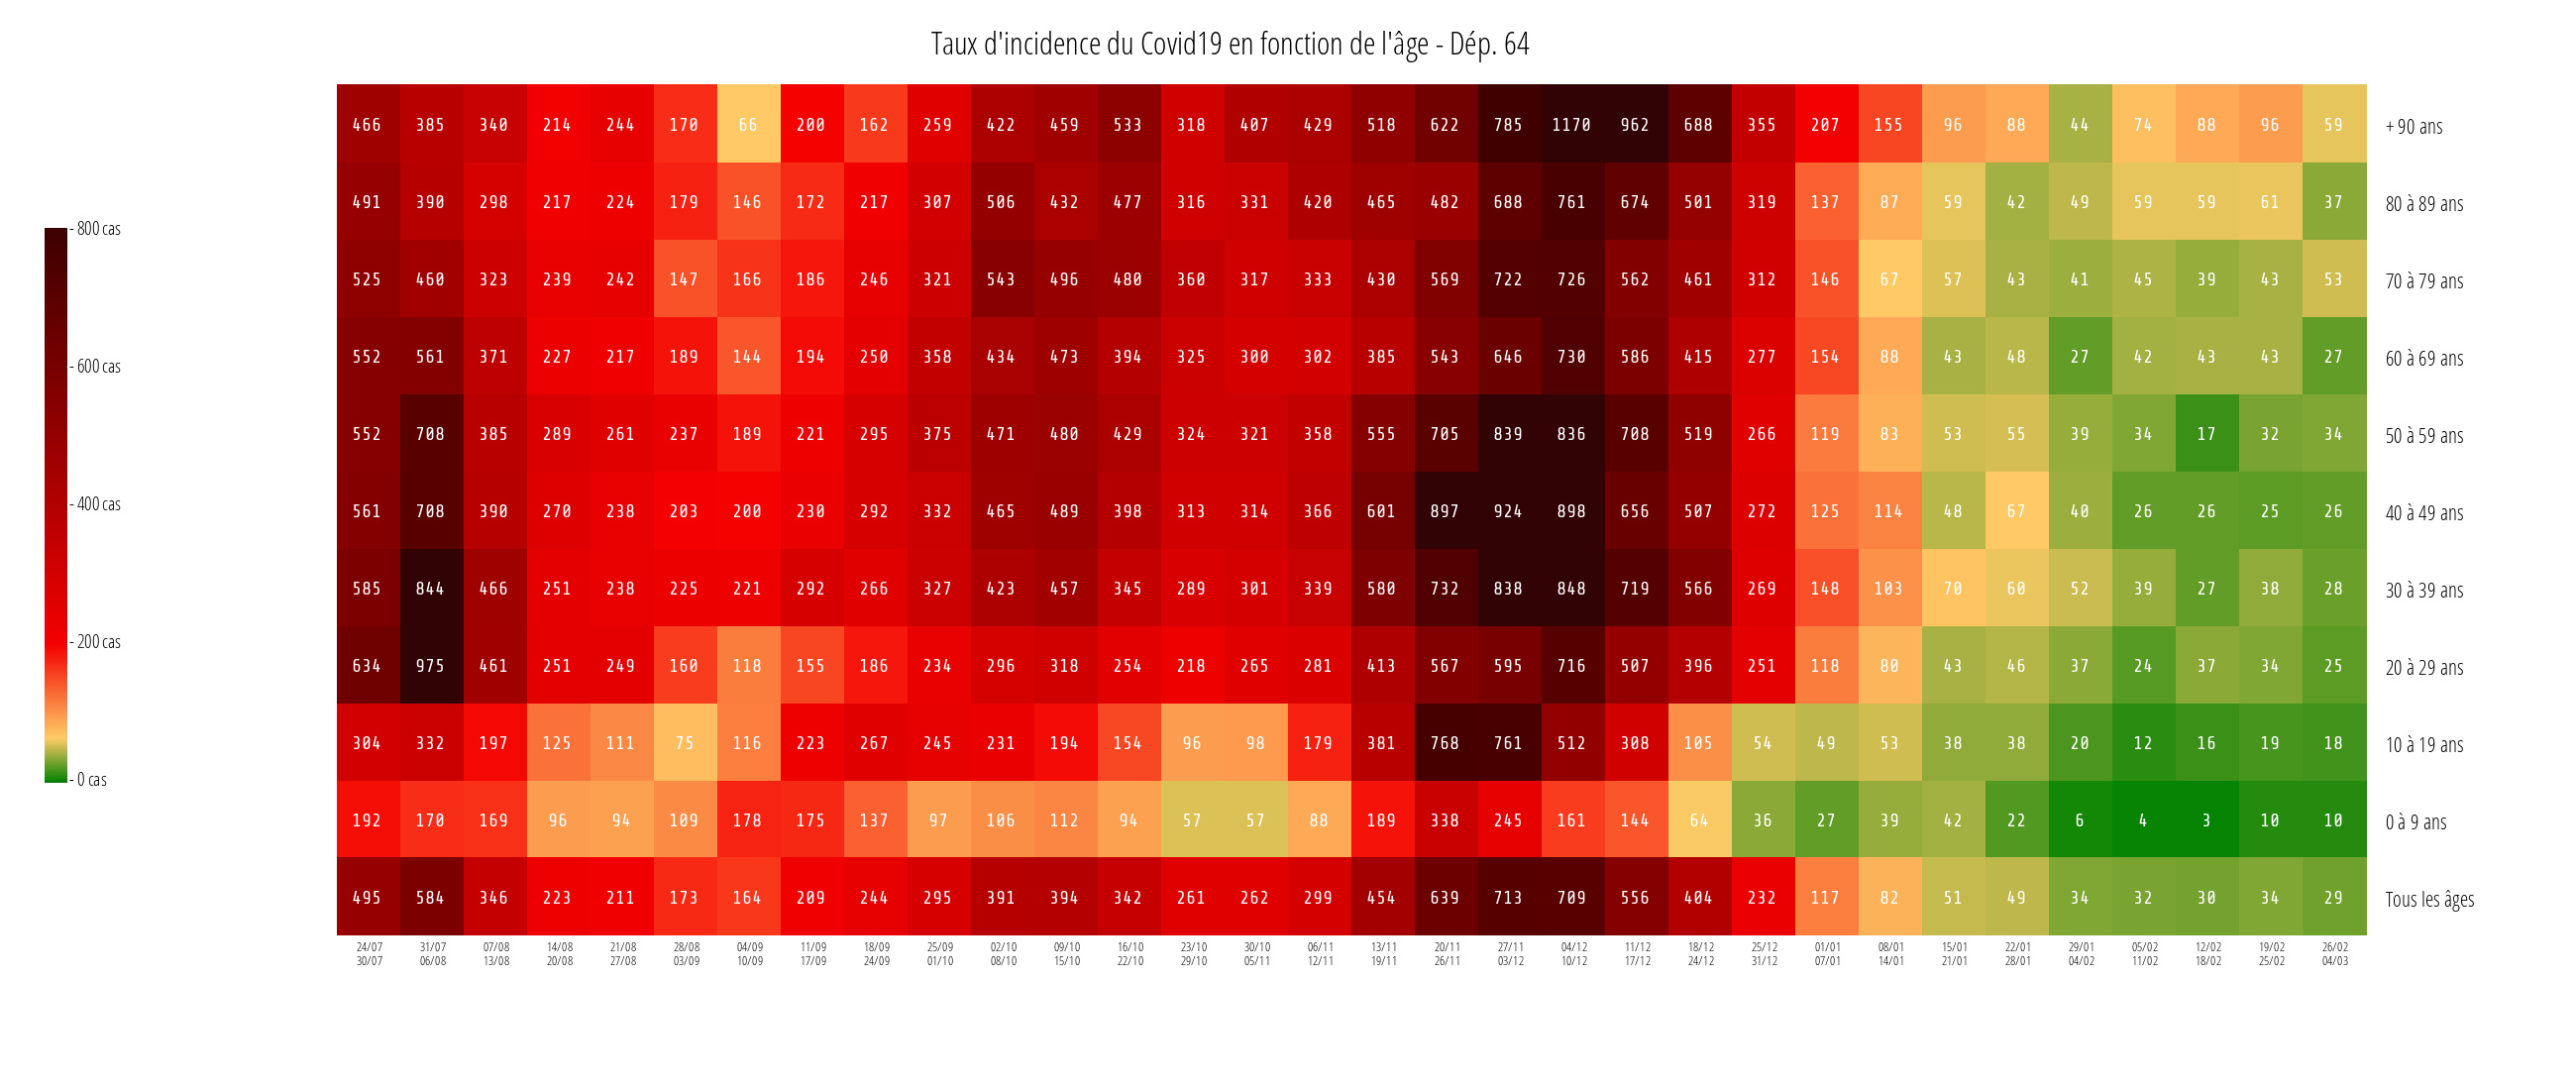 Taux d'incidence du Covid19 en fonction de l'âge - Dép. 64
- 800 cas
- 600 cas
- 400 cas
- 200 cas
- 0 cas
466 385 340 214 244 170 66 200 162 259 422 459 533 318 407 429 518 622 785 1170 962 688 355 207 155 96 88 44 74 88 96 59 + 90 ans
491 390 298 217 224 179 146 172 217 307 506 432 477 316 331 420 465 482 688 761 674 501 319 137 87 59 42 49 59 59 61 37 80 à 89 ans
525 460 323 239 242 147 166 186 246 321 543 496 480 360 317 333 430 569 722 726 562 461 312 146 67 57 43 41 45 39 43 53 70 à 79 ans
552 561 371 227 217 189 144 194 250 358 434 473 394 325 300 302 385 543 646 730 586 415 277 154 88 43 48 27 42 43 43 27 60 à 69 ans
552 708 385 289 261 237 189 221 295 375 471 480 429 324 321 358 555 705 839 836 708 519 266 119 83 53 55 39 34 17 32 34 50 à 59 ans
561 708 390 270 238 203 200 230 292 332 465 489 398 313 314 366 601 897 924 898 656 507 272 125 114 48 67 40 26 26 25 26 40 à 49 ans
585 844 466 251 238 225 221 292 266 327 423 457 345 289 301 339 580 732 838 848 719 566 269 148 103 70 60 52 39 27 38 28 30 à 39 ans
634 975 461 251 249 160 118 155 186 234 296 318 254 218 265 281 413 567 595 716 507 396 251 118 80 43 46 37 24 37 34 25 20 à 29 ans
304 332 197 125 111 75 116 223 267 245 231 194 154 96 98 179 381 768 761 512 308 105 54 49 53 38 38 20 12 16 19 18 10 à 19 ans
192 170 169 96 94 109 178 175 137 97 106 112 94 57 57 88 189 338 245 161 144 64 36 27 39 42 22 6 4 3 10 10 0 à 9 ans
495 584 346 223 211 173 164 209 244 295 391 394 342 261 262 299 454 639 713 709 556 404 232 117 82 51 49 34 32 30 34 29 Tous les âges
24/07 31/07 07/08 14/08 21/08 28/08 04/09 11/09 18/09 25/09 02/10 09/10 16/10 23/10 30/10 06/11 13/11 20/11 27/11 04/12 11/12 18/12 25/12 01/01 08/01 15/01 22/01 29/01 05/02 12/02 19/02 26/02
30/07 06/08 13/08 20/08 27/08 03/09 10/09 17/09 24/09 01/10 08/10 15/10 22/10 29/10 05/11 12/11 19/11 26/11 03/12 10/12 17/12 24/12 31/12 07/01 14/01 21/01 28/01 04/02 11/02 18/02 25/02 04/03